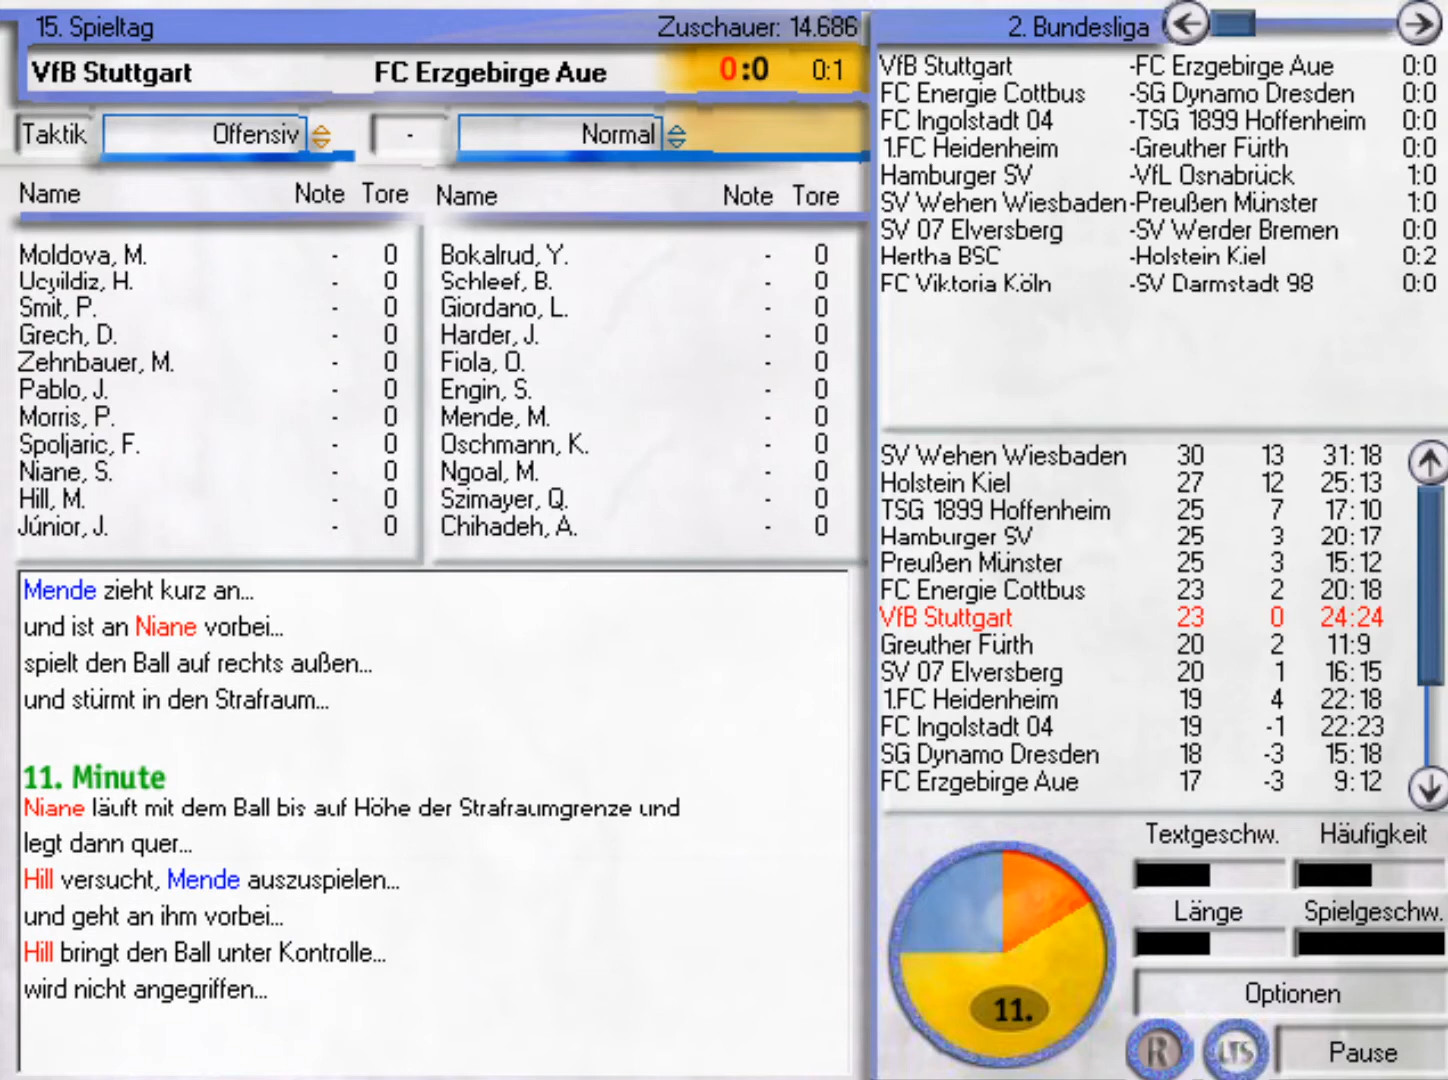 15. Spieltag Zuschauer: 14.686
VfB Stuttgart FC Erzgebirge Aue 0:0 0:1
Taktik Offensiv - Normal
Name Note Tore Name Note Tore
Moldova, M. - 0 Bokalrud, Y. - 0
Ucyildiz, H. - 0 Schleef, B. - 0
Smit, P. - 0 Giordano, L. - 0
Grech, D. - 0 Harder, J. - 0
Zehnbauer, M. - 0 Fiola, O. - 0
Pablo, J. - 0 Engin, S. - 0
Morris, P. - 0 Mende, M. - 0
Spoljaric, F. - 0 Oschmann, K. - 0
Niane, S. - 0 Ngoal, M. - 0
Hill, M. - 0 Szimayer, Q. - 0
Júnior, J. - 0 Chihadeh, A. - 0
Mende zieht kurz an...
und ist an Niane vorbei...
spielt den Ball auf rechts außen...
und stürmt in den Strafraum...
11. Minute
Niane läuft mit dem Ball bis auf Höhe der Strafraumgrenze und
legt dann quer...
Hill versucht, Mende auszuspielen...
und geht an ihm vorbei...
Hill bringt den Ball unter Kontrolle...
wird nicht angegriffen...
2. Bundesliga
VfB Stuttgart -FC Erzgebirge Aue 0:0
FC Energie Cottbus -SG Dynamo Dresden 0:0
FC Ingolstadt 04 -TSG 1899 Hoffenheim 0:0
1.FC Heidenheim -Greuther Fürth 0:0
Hamburger SV -VfL Osnabrück 1:0
SV Wehen Wiesbaden -Preußen Münster 1:0
SV 07 Elversberg -SV Werder Bremen 0:0
Hertha BSC -Holstein Kiel 0:2
FC Viktoria Köln -SV Darmstadt 98 0:0
SV Wehen Wiesbaden 30 13 31:18
Holstein Kiel 27 12 25:13
TSG 1899 Hoffenheim 25 7 17:10
Hamburger SV 25 3 20:17
Preußen Münster 25 3 15:12
FC Energie Cottbus 23 2 20:18
VfB Stuttgart 23 0 24:24
Greuther Fürth 20 2 11:9
SV 07 Elversberg 20 1 16:15
1.FC Heidenheim 19 4 22:18
FC Ingolstadt 04 19 -1 22:23
SG Dynamo Dresden 18 -3 15:18
FC Erzgebirge Aue 17 -3 9:12
Textgeschw. Häufigkeit
Länge Spielgeschw.
11.
Optionen
R LTS Pause